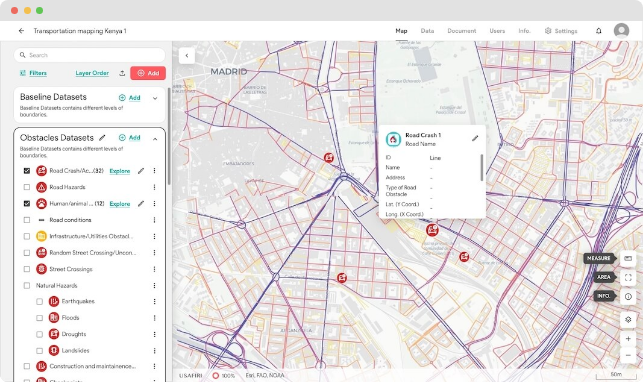 Transportation mapping Kenya 1
Map
Data
Document
Users
Info.
Settings
Search
Filters
Layer Order
Add
Baseline Datasets
Add
Baseline Datasets contains different levels of
boundaries.
Obstacles Datasets
Add
Baseline Datasets contains different levels of
boundaries.
Road Crash/Ac...(32)
Explore
Road Hazards
Human/animal ... (12)
Explore
Road conditions
Infrastructure/Utilities Obstacl...
Random Street Crossing/Uncon...
Street Crossings
Natural Hazards
Earthquakes
Floods
Droughts
Landsides
Construction and maintainenece...
MADRID
EMBAJADORES
Road Crash 1
Road Name
ID
Line
Name
-
Address
-
Type of Road
Obstacle
-
Lat. (Y Coord.)
-
Long. (X Coord.)
-
MEASURE
AREA
INFO.
USAFIRI
100%
Esri, FAO, NOAA
50m